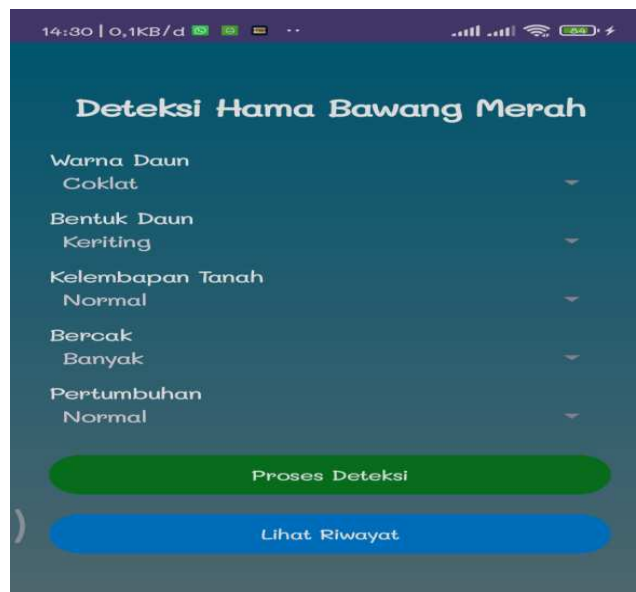 14:30 | 0,1KB/d
64
Deteksi Hama Bawang Merah
Warna Daun
Coklat
Bentuk Daun
Keriting
Kelembapan Tanah
Normal
Bercak
Banyak
Pertumbuhan
Normal
Proses Deteksi
Lihat Riwayat